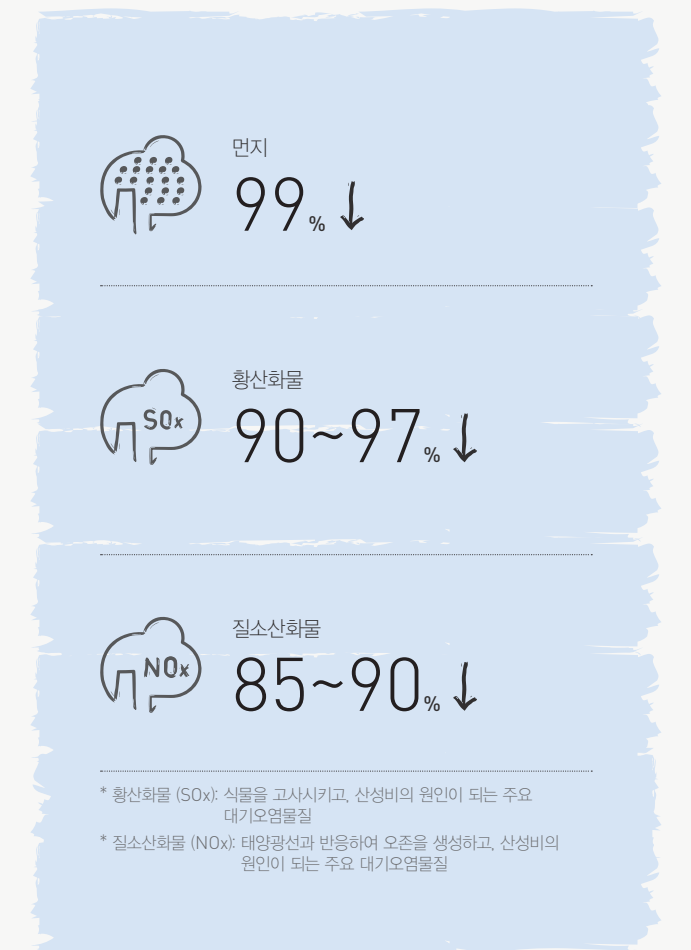 먼지
99% ↓
황산화물
SOx
90~97% ↓
질소산화물
NOx
85~90% ↓
* 황산화물 (SOx): 식물을 고사시키고, 산성비의 원인이 되는 주요
대기오염물질
* 질소산화물 (NOx): 태양광선과 반응하여 오존을 생성하고, 산성비의
원인이 되는 주요 대기오염물질